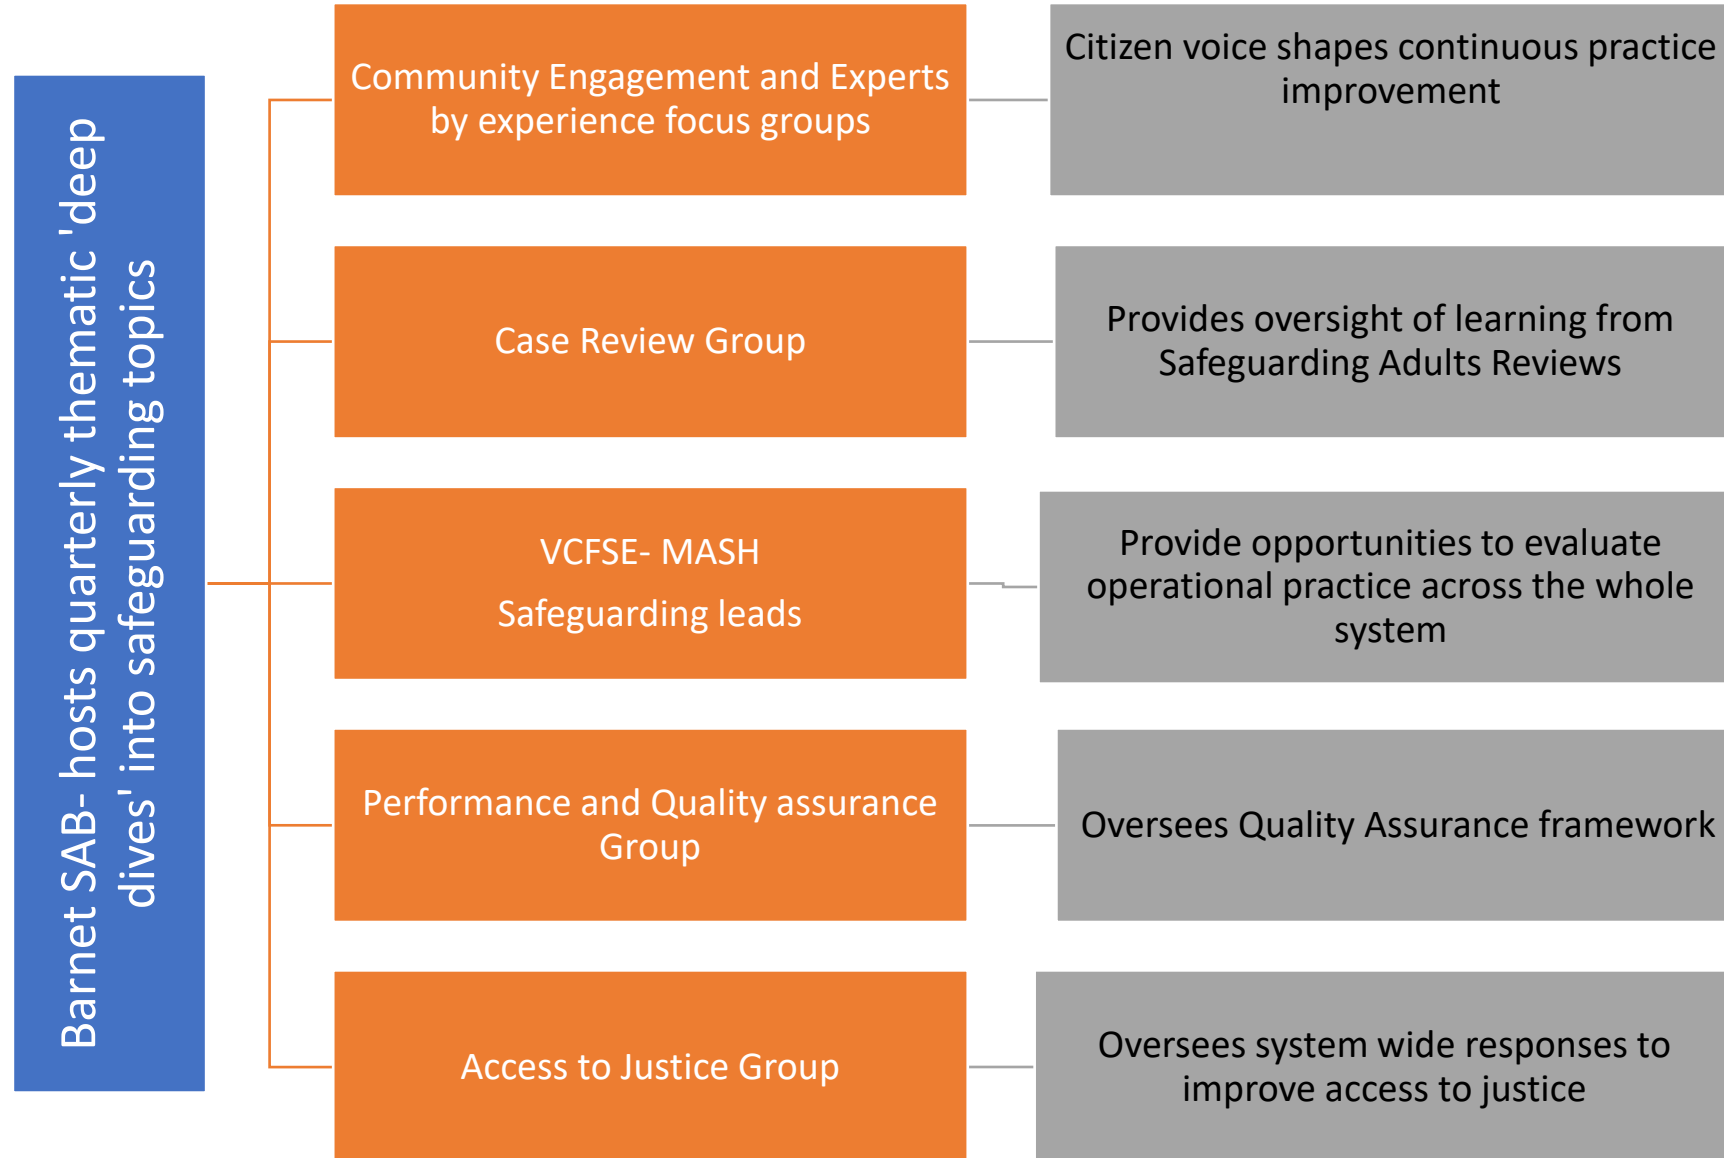 Barnet SAB- hosts quarterly thematic 'deep
dives' into safeguarding topics
Community Engagement and Experts
by experience focus groups
Citizen voice shapes continuous practice
improvement
Case Review Group
Provides oversight of learning from
Safeguarding Adults Reviews
VCFSE- MASH
Safeguarding leads
Provide opportunities to evaluate
operational practice across the whole
system
Performance and Quality assurance
Group
Oversees Quality Assurance framework
Access to Justice Group
Oversees system wide responses to
improve access to justice